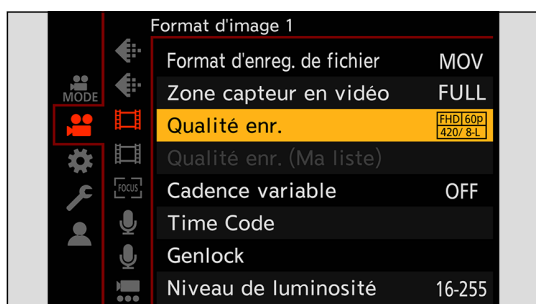 Format d'image 1
MODE
FOCUS
Format d'enreg. de fichier MOV
Zone capteur en vidéo FULL
Qualité enr. FHD 60p
420/ 8-L
Qualité enr. (Ma liste)
Cadence variable OFF
Time Code
Genlock
Niveau de luminosité 16-255